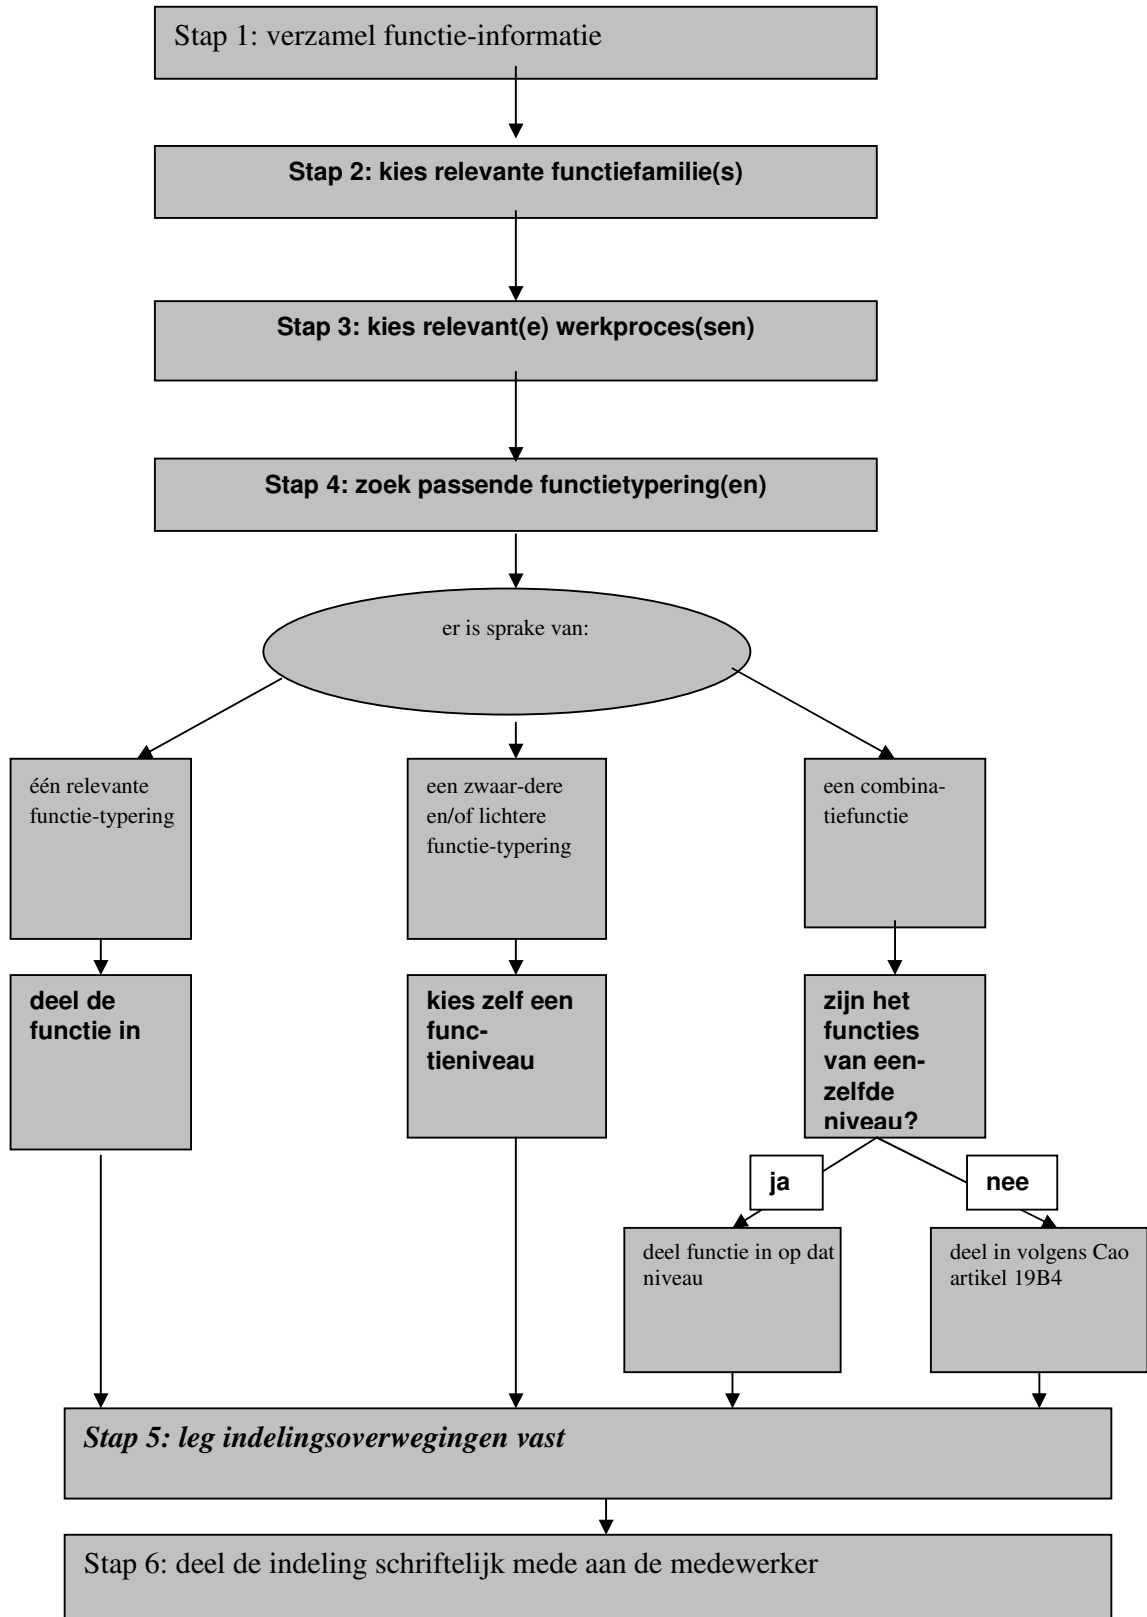 Stap 1: verzamel functie-informatie
Stap 2: kies relevante functiefamilie(s)
Stap 3: kies relevant(e) werkproces(sen)
Stap 4: zoek passende functietypering(en)
er is sprake van:
één relevante
functie-typering
een zwaar-dere
en/of lichtere
functie-typering
een combina-
tiefunctie
deel de
functie in
kies zelf een
func-
tieniveau
zijn het
functies
van een-
zelfde
niveau?
ja
nee
deel functie in op dat
niveau
deel in volgens Cao
artikel 19B4
Stap 5: leg indelingsoverwegingen vast
Stap 6: deel de indeling schriftelijk mede aan de medewerker